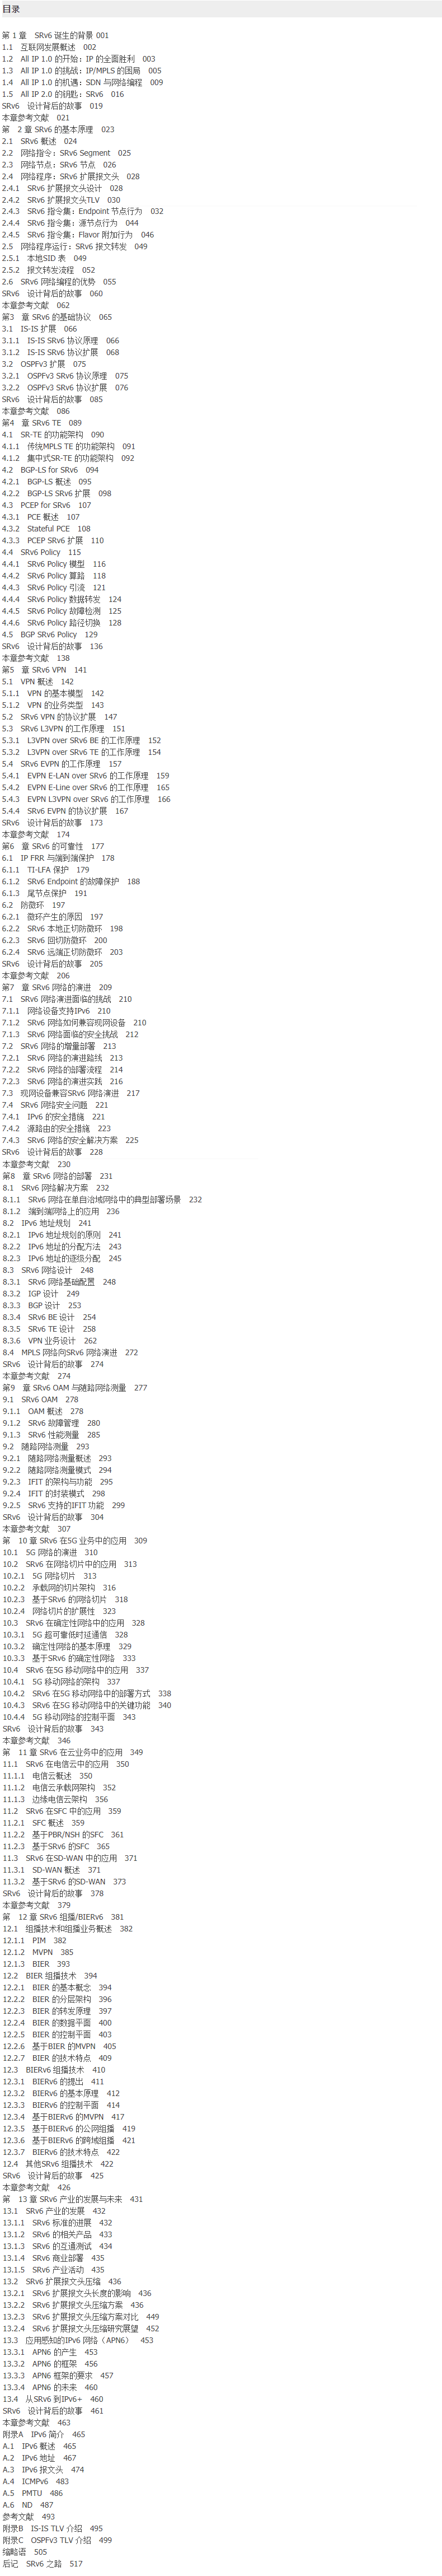 目录
第 1 章　SRv6 诞生的背景 001
1.1　互联网发展概述　002
1.2　All IP 1.0 的开始：IP 的全面胜利　003
1.3　All IP 1.0 的挑战：IP/MPLS 的困局　005
1.4　All IP 1.0 的机遇：SDN 与网络编程　009
1.5　All IP 2.0 的钥匙：SRv6　016
SRv6　设计背后的故事　019
本章参考文献　021
第　2 章 SRv6 的基本原理　023
2.1　SRv6 概述　024
2.2　网络指令：SRv6 Segment　025
2.3　网络节点：SRv6 节点　026
2.4　网络程序：SRv6 扩展报文头　028
2.4.1　SRv6 扩展报文头设计　028
2.4.2　SRv6 扩展报文头TLV　030
2.4.3　SRv6 指令集：Endpoint 节点行为　032
2.4.4　SRv6 指令集：源节点行为　044
2.4.5　SRv6 指令集：Flavor 附加行为　046
2.5　网络程序运行：SRv6 报文转发　049
2.5.1　本地SID 表　049
2.5.2　报文转发流程　052
2.6　SRv6 网络编程的优势　055
SRv6　设计背后的故事　060
本章参考文献　062
第3　章 SRv6 的基础协议　065
3.1　IS-IS 扩展　066
3.1.1　IS-IS SRv6 协议原理　066
3.1.2　IS-IS SRv6 协议扩展　068
3.2　OSPFv3 扩展　075
3.2.1　OSPFv3 SRv6 协议原理　075
3.2.2　OSPFv3 SRv6 协议扩展　076
SRv6　设计背后的故事　085
本章参考文献　086
第4　章 SRv6 TE　089
4.1　SR-TE 的功能架构　090
4.1.1　传统MPLS TE 的功能架构　091
4.1.2　集中式SR-TE 的功能架构　092
4.2　BGP-LS for SRv6　094
4.2.1　BGP-LS 概述　095
4.2.2　BGP-LS SRv6 扩展　098
4.3　PCEP for SRv6　107
4.3.1　PCE 概述　107
4.3.2　Stateful PCE　108
4.3.3　PCEP SRv6 扩展　110
4.4　SRv6 Policy　115
4.4.1　SRv6 Policy 模型　116
4.4.2　SRv6 Policy 算路　118
4.4.3　SRv6 Policy 引流　121
4.4.4　SRv6 Policy 数据转发　124
4.4.5　SRv6 Policy 故障检测　125
4.4.6　SRv6 Policy 路径切换　128
4.5　BGP SRv6 Policy　129
SRv6　设计背后的故事　136
本章参考文献　138
第5　章 SRv6 VPN　141
5.1　VPN 概述　142
5.1.1　VPN 的基本模型　142
5.1.2　VPN 的业务类型　143
5.2　SRv6 VPN 的协议扩展　147
5.3　SRv6 L3VPN 的工作原理　151
5.3.1　L3VPN over SRv6 BE 的工作原理　152
5.3.2　L3VPN over SRv6 TE 的工作原理　154
5.4　SRv6 EVPN 的工作原理　157
5.4.1　EVPN E-LAN over SRv6 的工作原理　159
5.4.2　EVPN E-Line over SRv6 的工作原理　165
5.4.3　EVPN L3VPN over SRv6 的工作原理　166
5.4.4　SRv6 EVPN 的协议扩展　167
SRv6　设计背后的故事　173
本章参考文献　174
第6　章 SRv6 的可靠性　177
6.1　IP FRR 与端到端保护　178
6.1.1　TI-LFA 保护　179
6.1.2　SRv6 Endpoint 的故障保护　188
6.1.3　尾节点保护　191
6.2　防微环　197
6.2.1　微环产生的原因　197
6.2.2　SRv6 本地正切防微环　198
6.2.3　SRv6 回切防微环　200
6.2.4　SRv6 远端正切防微环　203
SRv6　设计背后的故事　205
本章参考文献　206
第7　章 SRv6 网络的演进　209
7.1　SRv6 网络演进面临的挑战　210
7.1.1　网络设备支持IPv6　210
7.1.2　SRv6 网络如何兼容现网设备　210
7.1.3　SRv6 网络面临的安全挑战　212
7.2　SRv6 网络的增量部署　213
7.2.1　SRv6 网络的演进路线　213
7.2.2　SRv6 网络的部署流程　214
7.2.3　SRv6 网络的演进实践　216
7.3　现网设备兼容SRv6 网络演进　217
7.4　SRv6 网络安全问题　221
7.4.1　IPv6 的安全措施　221
7.4.2　源路由的安全措施　223
7.4.3　SRv6 网络的安全解决方案　225
SRv6　设计背后的故事　228
本章参考文献　230
第8　章 SRv6 网络的部署　231
8.1　SRv6 网络解决方案　232
8.1.1　SRv6 网络在单自治域网络中的典型部署场景　232
8.1.2　端到端网络上的应用　236
8.2　IPv6 地址规划　241
8.2.1　IPv6 地址规划的原则　241
8.2.2　IPv6 地址的分配方法　243
8.2.3　IPv6 地址的逐级分配　245
8.3　SRv6 网络设计　248
8.3.1　SRv6 网络基础配置　248
8.3.2　IGP 设计　249
8.3.3　BGP 设计　253
8.3.4　SRv6 BE 设计　254
8.3.5　SRv6 TE 设计　258
8.3.6　VPN 业务设计　262
8.4　MPLS 网络向SRv6 网络演进　272
SRv6　设计背后的故事　274
本章参考文献　274
第9　章 SRv6 OAM 与随路网络测量　277
9.1　SRv6 OAM　278
9.1.1　OAM 概述　278
9.1.2　SRv6 故障管理　280
9.1.3　SRv6 性能测量　285
9.2　随路网络测量　293
9.2.1　随路网络测量概述　293
9.2.2　随路网络测量模式　294
9.2.3　IFIT 的架构与功能　295
9.2.4　IFIT 的封装模式　298
9.2.5　SRv6 支持的IFIT 功能　299
SRv6　设计背后的故事　304
本章参考文献　307
第　10 章 SRv6 在5G 业务中的应用　309
10.1　5G 网络的演进　310
10.2　SRv6 在网络切片中的应用　313
10.2.1　5G 网络切片　313
10.2.2　承载网的切片架构　316
10.2.3　基于SRv6 的网络切片　318
10.2.4　网络切片的扩展性　323
10.3　SRv6 在确定性网络中的应用　328
10.3.1　5G 超可靠低时延通信　328
10.3.2　确定性网络的基本原理　329
10.3.3　基于SRv6 的确定性网络　333
10.4　SRv6 在5G 移动网络中的应用　337
10.4.1　5G 移动网络的架构　337
10.4.2　SRv6 在5G 移动网络中的部署方式　338
10.4.3　SRv6 在5G 移动网络中的关键功能　340
10.4.4　5G 移动网络的控制平面　343
SRv6　设计背后的故事　343
本章参考文献　346
第　11 章 SRv6 在云业务中的应用　349
11.1　SRv6 在电信云中的应用　350
11.1.1　电信云概述　350
11.1.2　电信云承载网架构　352
11.1.3　边缘电信云架构　356
11.2　SRv6 在SFC 中的应用　359
11.2.1　SFC 概述　359
11.2.2　基于PBR/NSH 的SFC　361
11.2.3　基于SRv6 的SFC　365
11.3　SRv6 在SD-WAN 中的应用　371
11.3.1　SD-WAN 概述　371
11.3.2　基于SRv6 的SD-WAN　373
SRv6　设计背后的故事　378
本章参考文献　379
第　12 章 SRv6 组播/BIERv6　381
12.1　组播技术和组播业务概述　382
12.1.1　PIM　382
12.1.2　MVPN　385
12.1.3　BIER　393
12.2　BIER 组播技术　394
12.2.1　BIER 的基本概念　394
12.2.2　BIER 的分层架构　396
12.2.3　BIER 的转发原理　397
12.2.4　BIER 的数据平面　400
12.2.5　BIER 的控制平面　403
12.2.6　基于BIER 的MVPN　405
12.2.7　BIER 的技术特点　409
12.3　BIERv6 组播技术　410
12.3.1　BIERv6 的提出　411
12.3.2　BIERv6 的基本原理　412
12.3.3　BIERv6 的控制平面　414
12.3.4　基于BIERv6 的MVPN　417
12.3.5　基于BIERv6 的公网组播　419
12.3.6　基于BIERv6 的跨域组播　421
12.3.7　BIERv6 的技术特点　422
12.4　其他SRv6 组播技术　422
SRv6　设计背后的故事　425
本章参考文献　426
第　13 章 SRv6 产业的发展与未来　431
13.1　SRv6 产业的发展　432
13.1.1　SRv6 标准的进展　432
13.1.2　SRv6 的相关产品　433
13.1.3　SRv6 的互通测试　434
13.1.4　SRv6 商业部署　435
13.1.5　SRv6 产业活动　435
13.2　SRv6 扩展报文头压缩　436
13.2.1　SRv6 扩展报文头长度的影响　436
13.2.2　SRv6 扩展报文头压缩方案　436
13.2.3　SRv6 扩展报文头压缩方案对比　449
13.2.4　SRv6 扩展报文头压缩研究展望　452
13.3　应用感知的IPv6 网络（APN6）　453
13.3.1　APN6 的产生　453
13.3.2　APN6 的框架　456
13.3.3　APN6 框架的要求　457
13.3.4　APN6 的未来　460
13.4　从SRv6 到IPv6+　460
SRv6　设计背后的故事　461
本章参考文献　463
附录A　IPv6 简介　465
A.1　IPv6 概述　465
A.2　IPv6 地址　467
A.3　IPv6 报文头　474
A.4　ICMPv6　483
A.5　PMTU　486
A.6　ND　487
参考文献　493
附录B　IS-IS TLV 介绍　495
附录C　OSPFv3 TLV 介绍　499
缩略语　505
后记　SRv6 之路　517